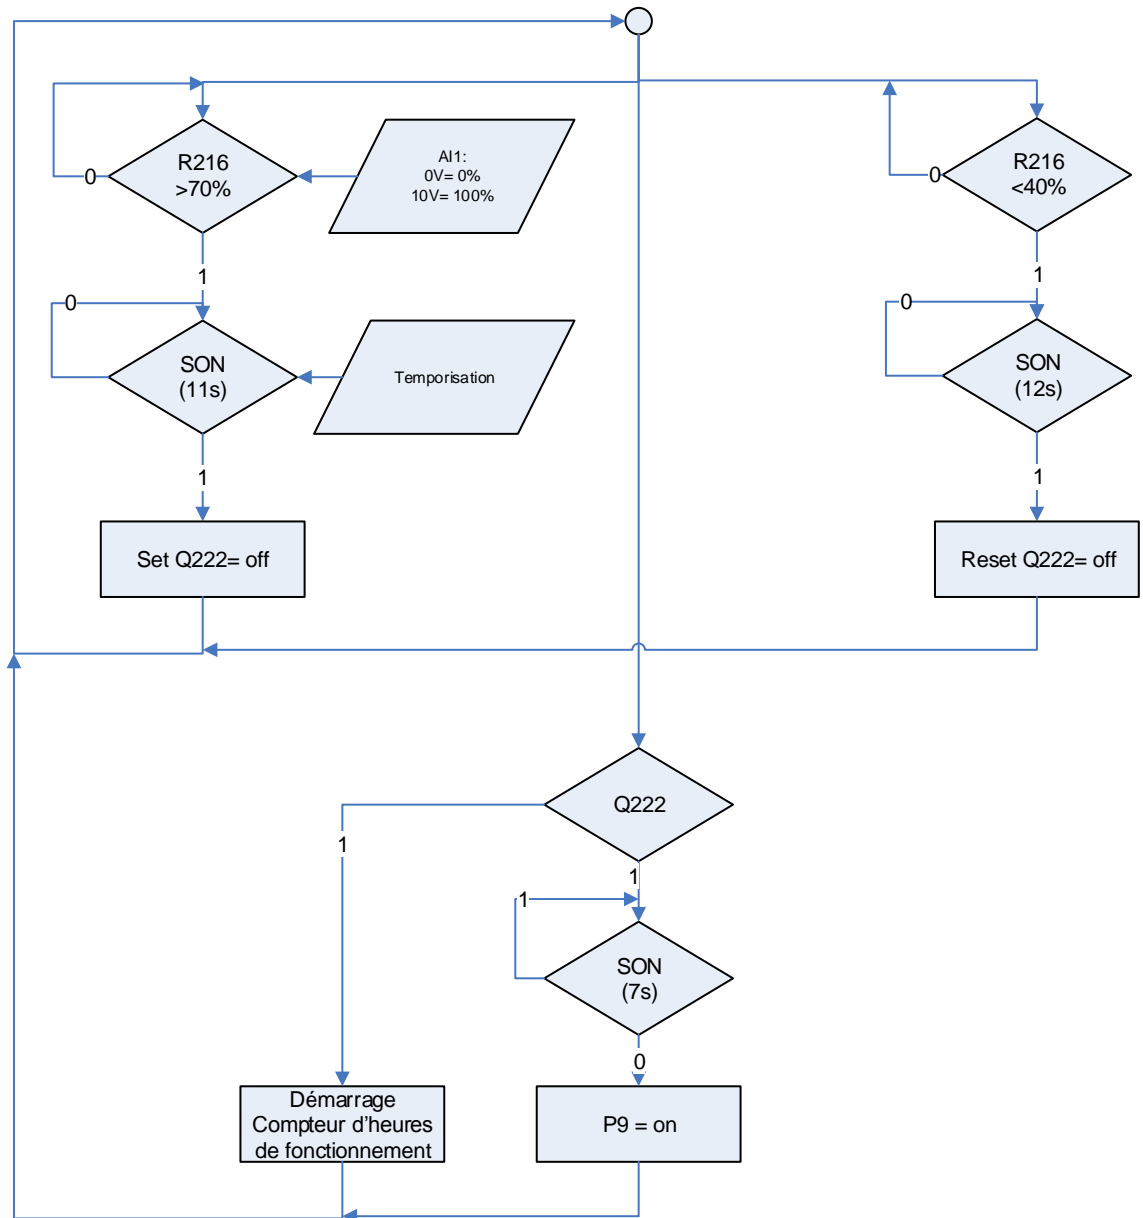 R216
>70%
0
AI1:
0V= 0%
10V= 100%
R216
<40%
0
1
1
0
SON
(11s)
Temporisation
0
SON
(12s)
1
1
Set Q222= off
Reset Q222= off
Q222
1
1
1
SON
(7s)
0
Démarrage
Compteur d'heures
de fonctionnement
P9 = on